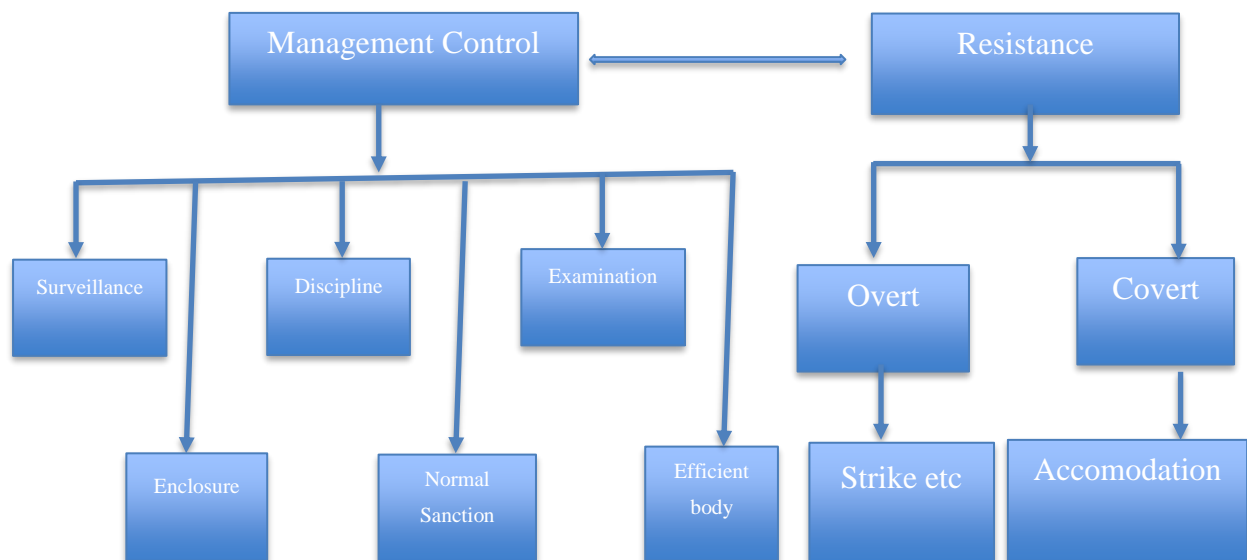 Management Control
Resistance
Surveillance
Discipline
Examination
Overt
Covert
Enclosure
Normal
Sanction
Efficient
body
Strike etc
Accomodation